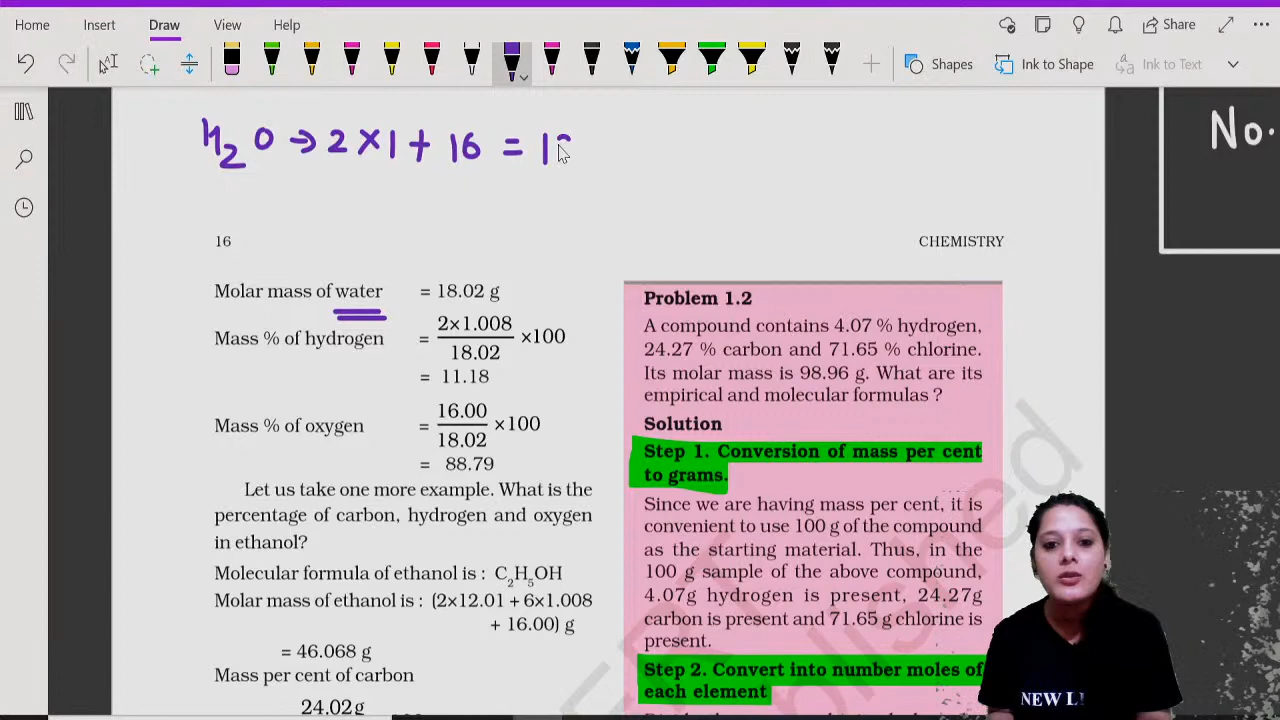 Home Insert Draw View Help Share
Shapes Ink to Shape Ink to Text
H2O → 2 × 1 + 16 = 1
No.
16 CHEMISTRY
Molar mass of water = 18.02 g
Mass % of hydrogen = 2×1.008 / 18.02 ×100
= 11.18
Mass % of oxygen = 16.00 / 18.02 ×100
= 88.79
Let us take one more example. What is the
percentage of carbon, hydrogen and oxygen
in ethanol?
Molecular formula of ethanol is : C2H5OH
Molar mass of ethanol is : (2×12.01 + 6×1.008
+ 16.00) g
= 46.068 g
Mass per cent of carbon
24.02g
Problem 1.2
A compound contains 4.07 % hydrogen,
24.27 % carbon and 71.65 % chlorine.
Its molar mass is 98.96 g. What are its
empirical and molecular formulas ?
Solution
Step 1. Conversion of mass per cent
to grams.
Since we are having mass per cent, it is
convenient to use 100 g of the compound
as the starting material. Thus, in the
100 g sample of the above compound,
4.07g hydrogen is present, 24.27g
carbon is present and 71.65 g chlorine is
present.
Step 2. Convert into number moles of
each element
NEW